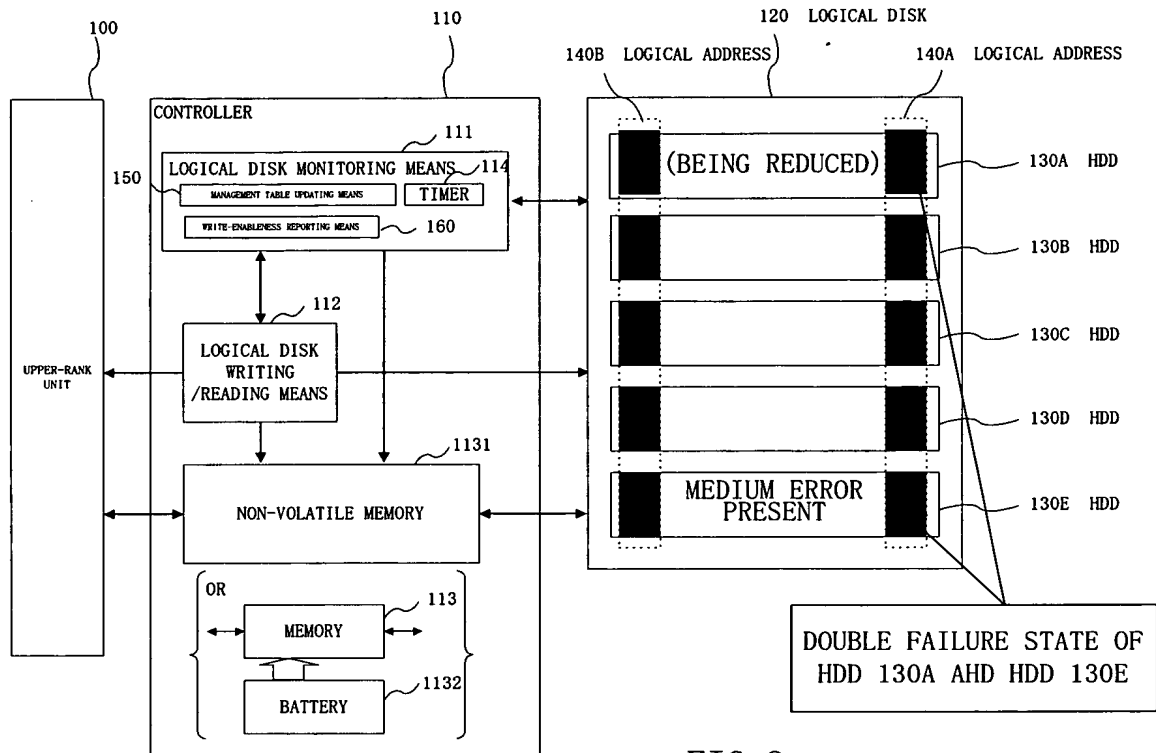 100
110
120 LOGICAL DISK
140B LOGICAL ADDRESS
140A LOGICAL ADDRESS
CONTROLLER
111
LOGICAL DISK MONITORING MEANS
114
150
MANAGEMENT TABLE UPDATING MEANS
TIMER
WRITE-ENABLENESS REPORTING MEANS
160
112
LOGICAL DISK
WRITING
/READING MEANS
UPPER-RANK
UNIT
1131
NON-VOLATILE MEMORY
OR
113
MEMORY
BATTERY
1132
(BEING REDUCED)
130A HDD
130B HDD
130C HDD
130D HDD
MEDIUM ERROR
PRESENT
130E HDD
DOUBLE FAILURE STATE OF
HDD 130A AHD HDD 130E